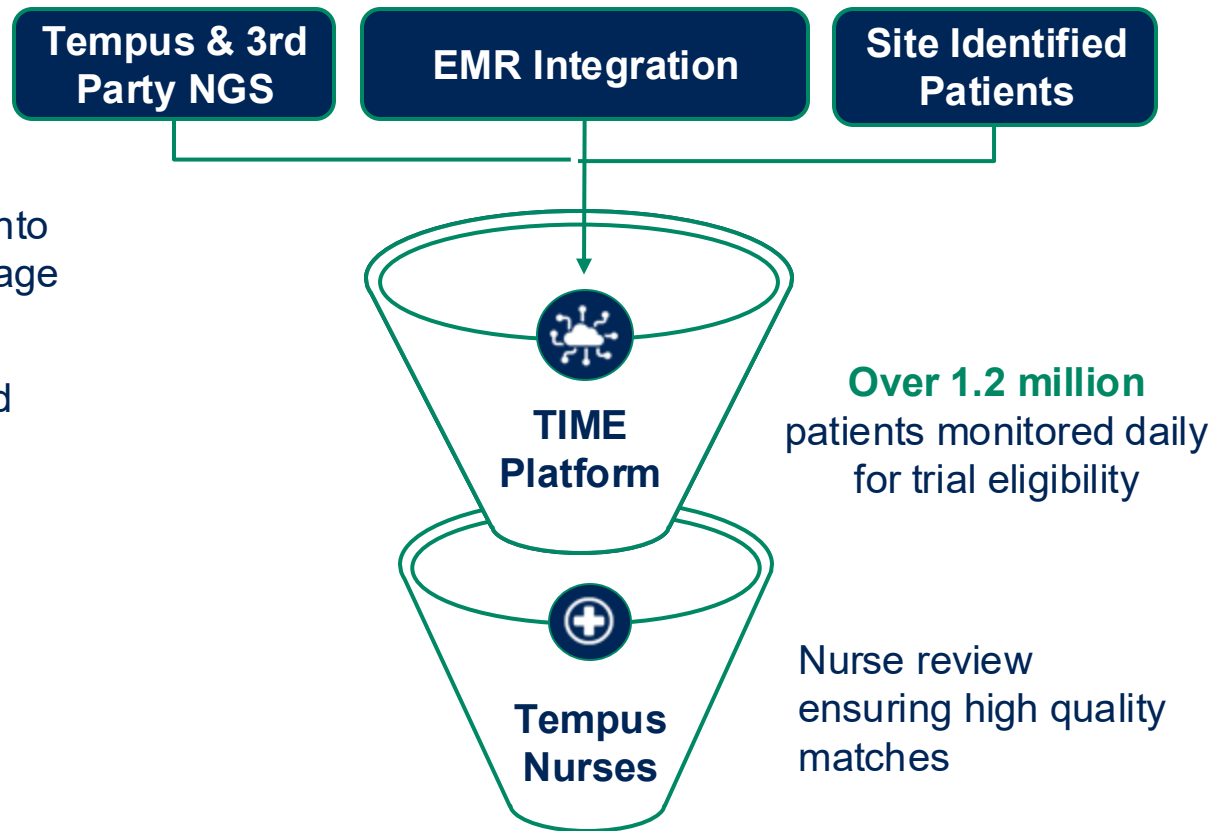 Tempus & 3rd
Party NGS
EMR Integration
Site Identified
Patients
age
TIME
Platform
Over 1.2 million
patients monitored daily
for trial eligibility
Tempus
Nurses
Nurse review
ensuring high quality
matches